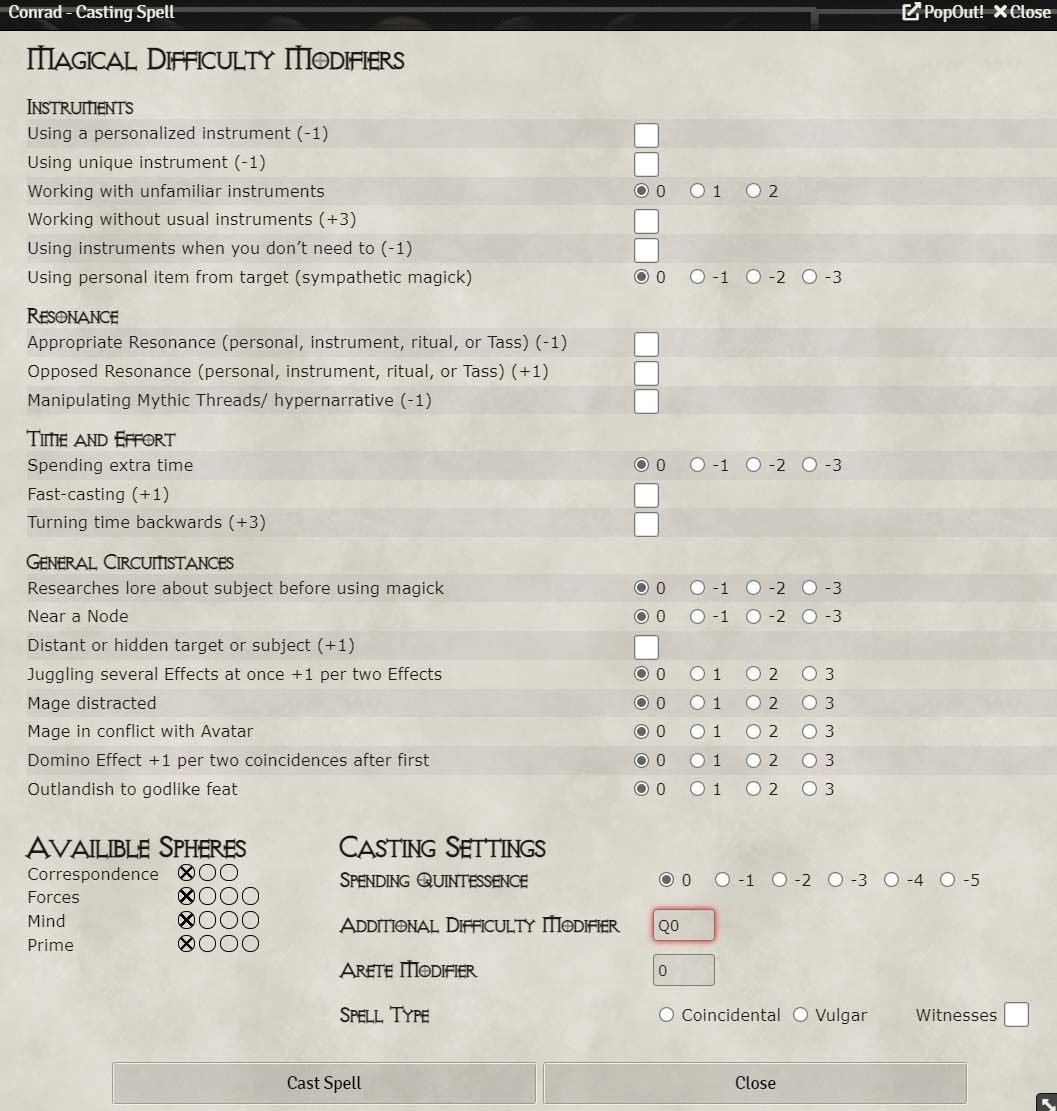 Conrad - Casting Spell PopOut! Close
Magical Difficulty Modifiers
Instruments
Using a personalized instrument (-1)
Using unique instrument (-1)
Working with unfamiliar instruments 0 1 2
Working without usual instruments (+3)
Using instruments when you don’t need to (-1)
Using personal item from target (sympathetic magick) 0 -1 -2 -3
Resonance
Appropriate Resonance (personal, instrument, ritual, or Tass) (-1)
Opposed Resonance (personal, instrument, ritual, or Tass) (+1)
Manipulating Mythic Threads/ hypernarrative (-1)
Time and Effort
Spending extra time 0 -1 -2 -3
Fast-casting (+1)
Turning time backwards (+3)
General Circumstances
Researches lore about subject before using magick 0 -1 -2 -3
Near a Node 0 -1 -2 -3
Distant or hidden target or subject (+1)
Juggling several Effects at once +1 per two Effects 0 1 2 3
Mage distracted 0 1 2 3
Mage in conflict with Avatar 0 1 2 3
Domino Effect +1 per two coincidences after first 0 1 2 3
Outlandish to godlike feat 0 1 2 3
Availible Spheres
Correspondence
Forces
Mind
Prime
Casting Settings
Spending Quintessence 0 -1 -2 -3 -4 -5
Additional Difficulty Modifier Q0
Arete Modifier 0
Spell Type Coincidental Vulgar Witnesses
Cast Spell Close